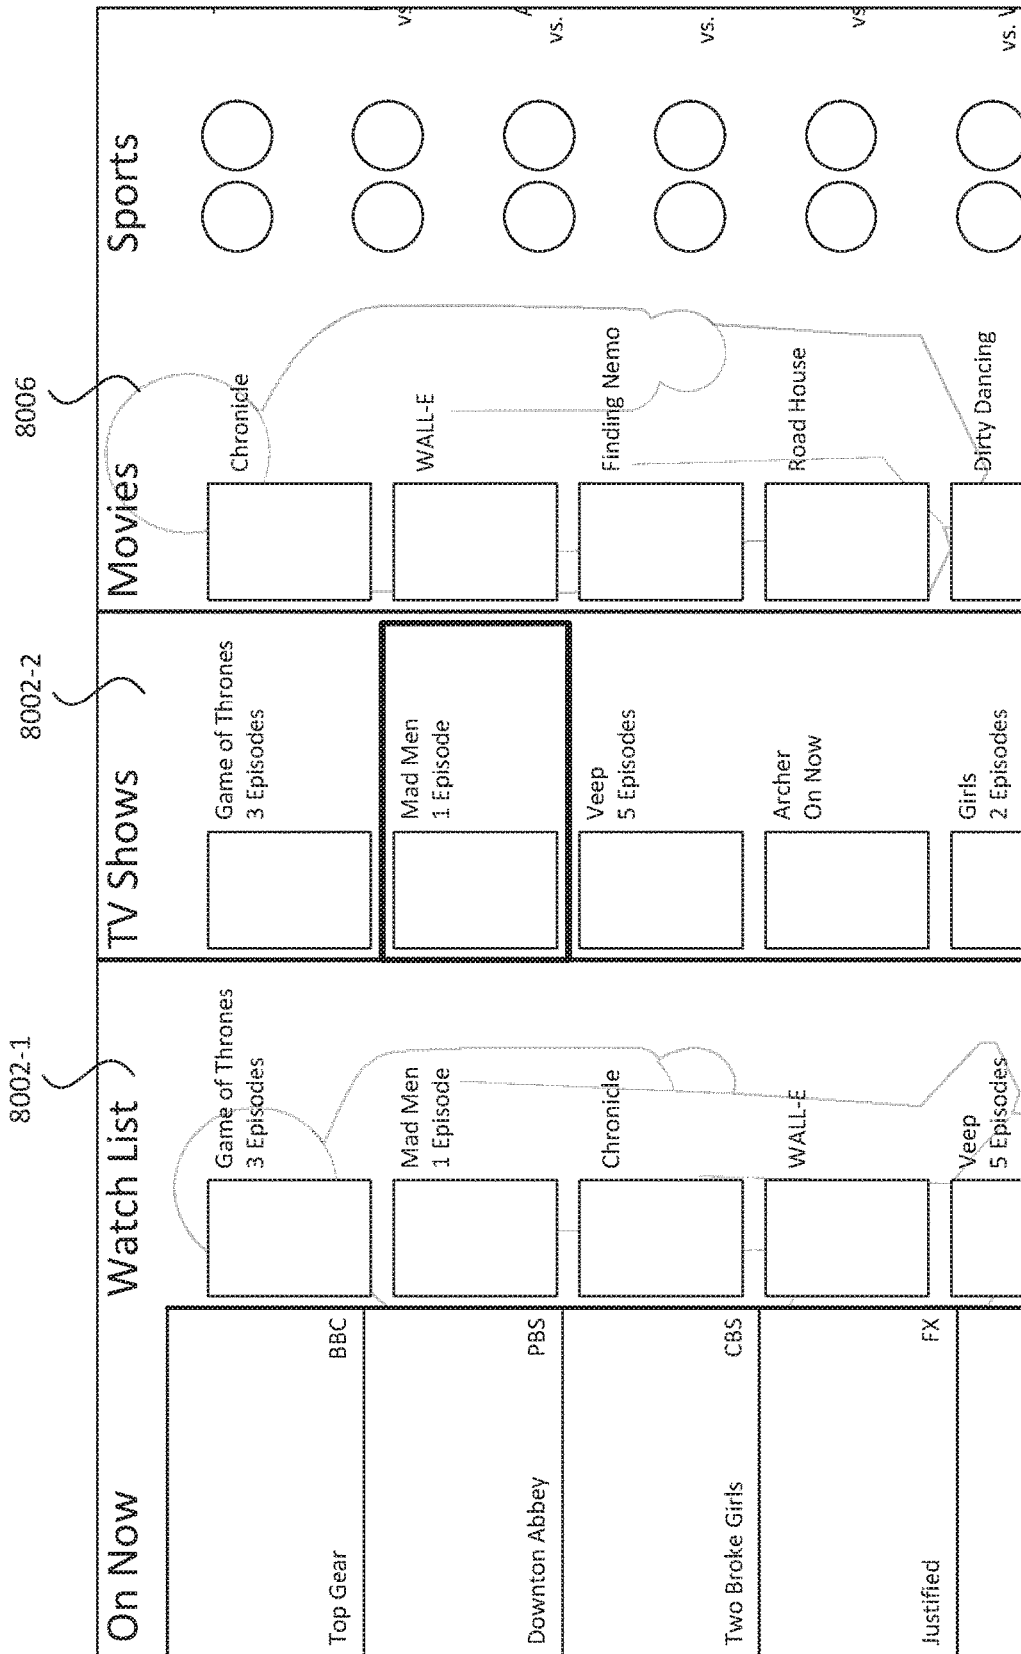 8002-1
8002-2
8006
On Now
Top Gear
BBC
Downton Abbey
PBS
Two Broke Girls
CBS
Justified
FX
Watch List
Game of Thrones
3 Episodes
Mad Men
1 Episode
Chronicle
WALL-E
Veep
5 Episodes
TV Shows
Game of Thrones
3 Episodes
Mad Men
1 Episode
Veep
5 Episodes
Archer
On Now
Girls
2 Episodes
Movies
Chronicle
WALL-E
Finding Nemo
Road House
Dirty Dancing
Sports
vs
vs.
vs.
vs
vs.